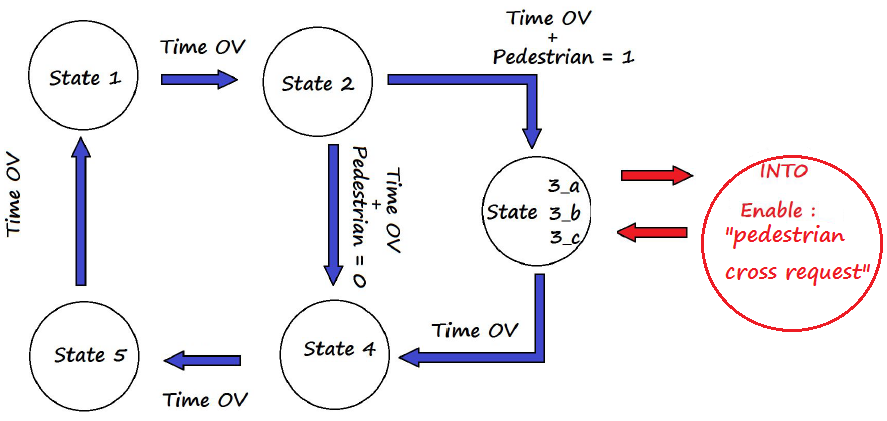 Time OV
+
Pedestrian = 1
Time OV
State 1
State 2
Time OV
Time OV
+
Pedestrian = 0
3_a
State 3_b
3_c
INTO
Enable :
"pedestrian
cross request"
Time OV
State 4
State 5
Time OV